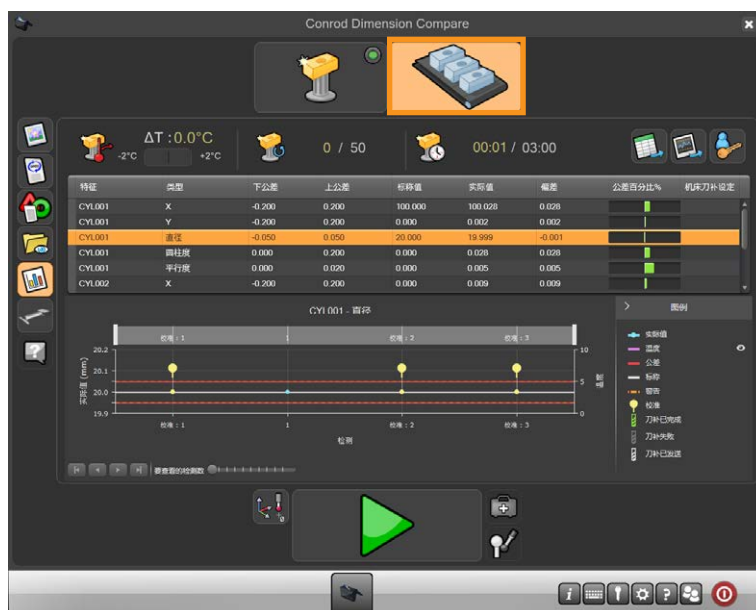 Conrod Dimension Compare
ΔT : 0.0°C
-2°C +2°C
0 / 50
00:01 / 03:00
特征 类型 下公差 上公差 标称值 实际值 偏差 公差百分比% 机床刀补设定
CYL001 X -0.200 0.200 100.000 100.028 0.028
CYL001 Y -0.200 0.200 0.000 0.002 0.002
CYL001 直径 -0.050 0.050 20.000 19.999 -0.001
CYL001 圆柱度 0.000 0.200 0.000 0.028 0.028
CYL001 平行度 0.000 0.020 0.000 0.005 0.005
CYL002 X -0.200 0.200 0.000 0.009 0.009
CYL001 - 直径
校准 : 1 1 校准 : 2 校准 : 3
实际值 (mm)
20.2
20.1
20.0
19.9
10
5
0
温度
校准 : 1 1 校准 : 2 校准 : 3
检测
要查看的检测数
图例
实际值
温度
公差
标称
警告
校准
刀补已完成
刀补失败
刀补已发送